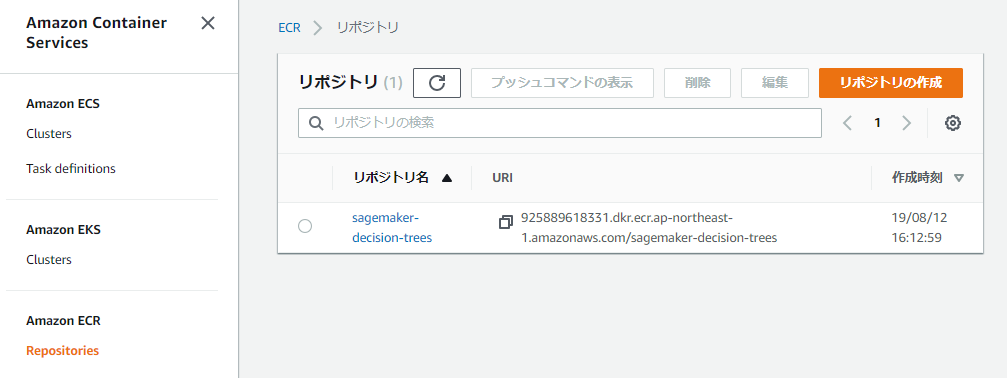 Amazon Container
Services
Amazon ECS
Clusters
Task definitions
Amazon EKS
Clusters
Amazon ECR
Repositories
ECR
リポジトリ
リポジトリ (1)
プッシュコマンドの表示
削除
編集
リポジトリの作成
リポジトリの検索
1
リポジトリ名
URI
作成時刻
sagemaker-
decision-trees
925889618331.dkr.ecr.ap-northeast-
1.amazonaws.com/sagemaker-decision-trees
19/08/12
16:12:59